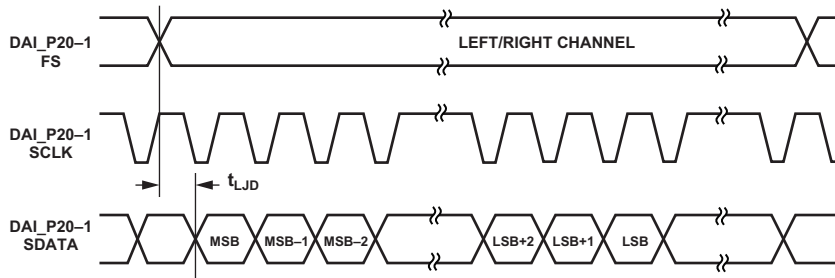 DAI_P20–1
FS
LEFT/RIGHT CHANNEL
DAI_P20–1
SCLK
tLJD
DAI_P20–1
SDATA
MSB
MSB–1
MSB–2
LSB+2
LSB+1
LSB